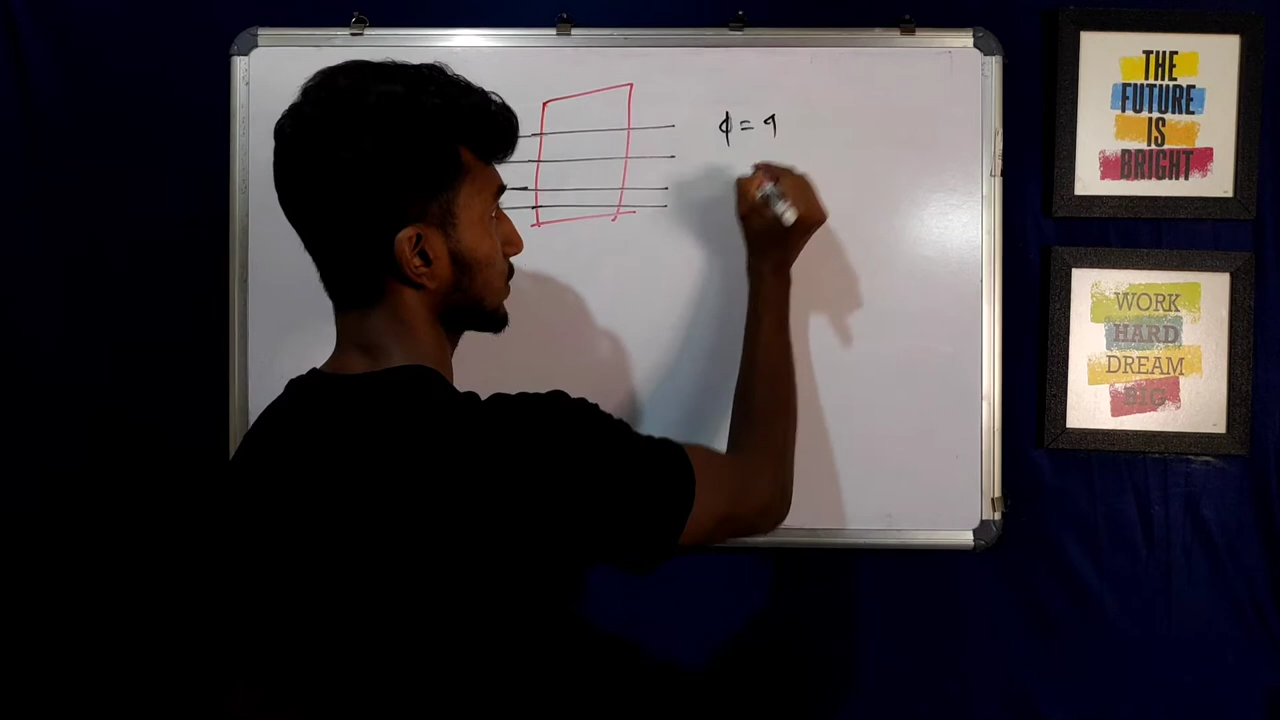 ϕ = q
THE
FUTURE
IS
BRIGHT
WORK
HARD
DREAM
BIG